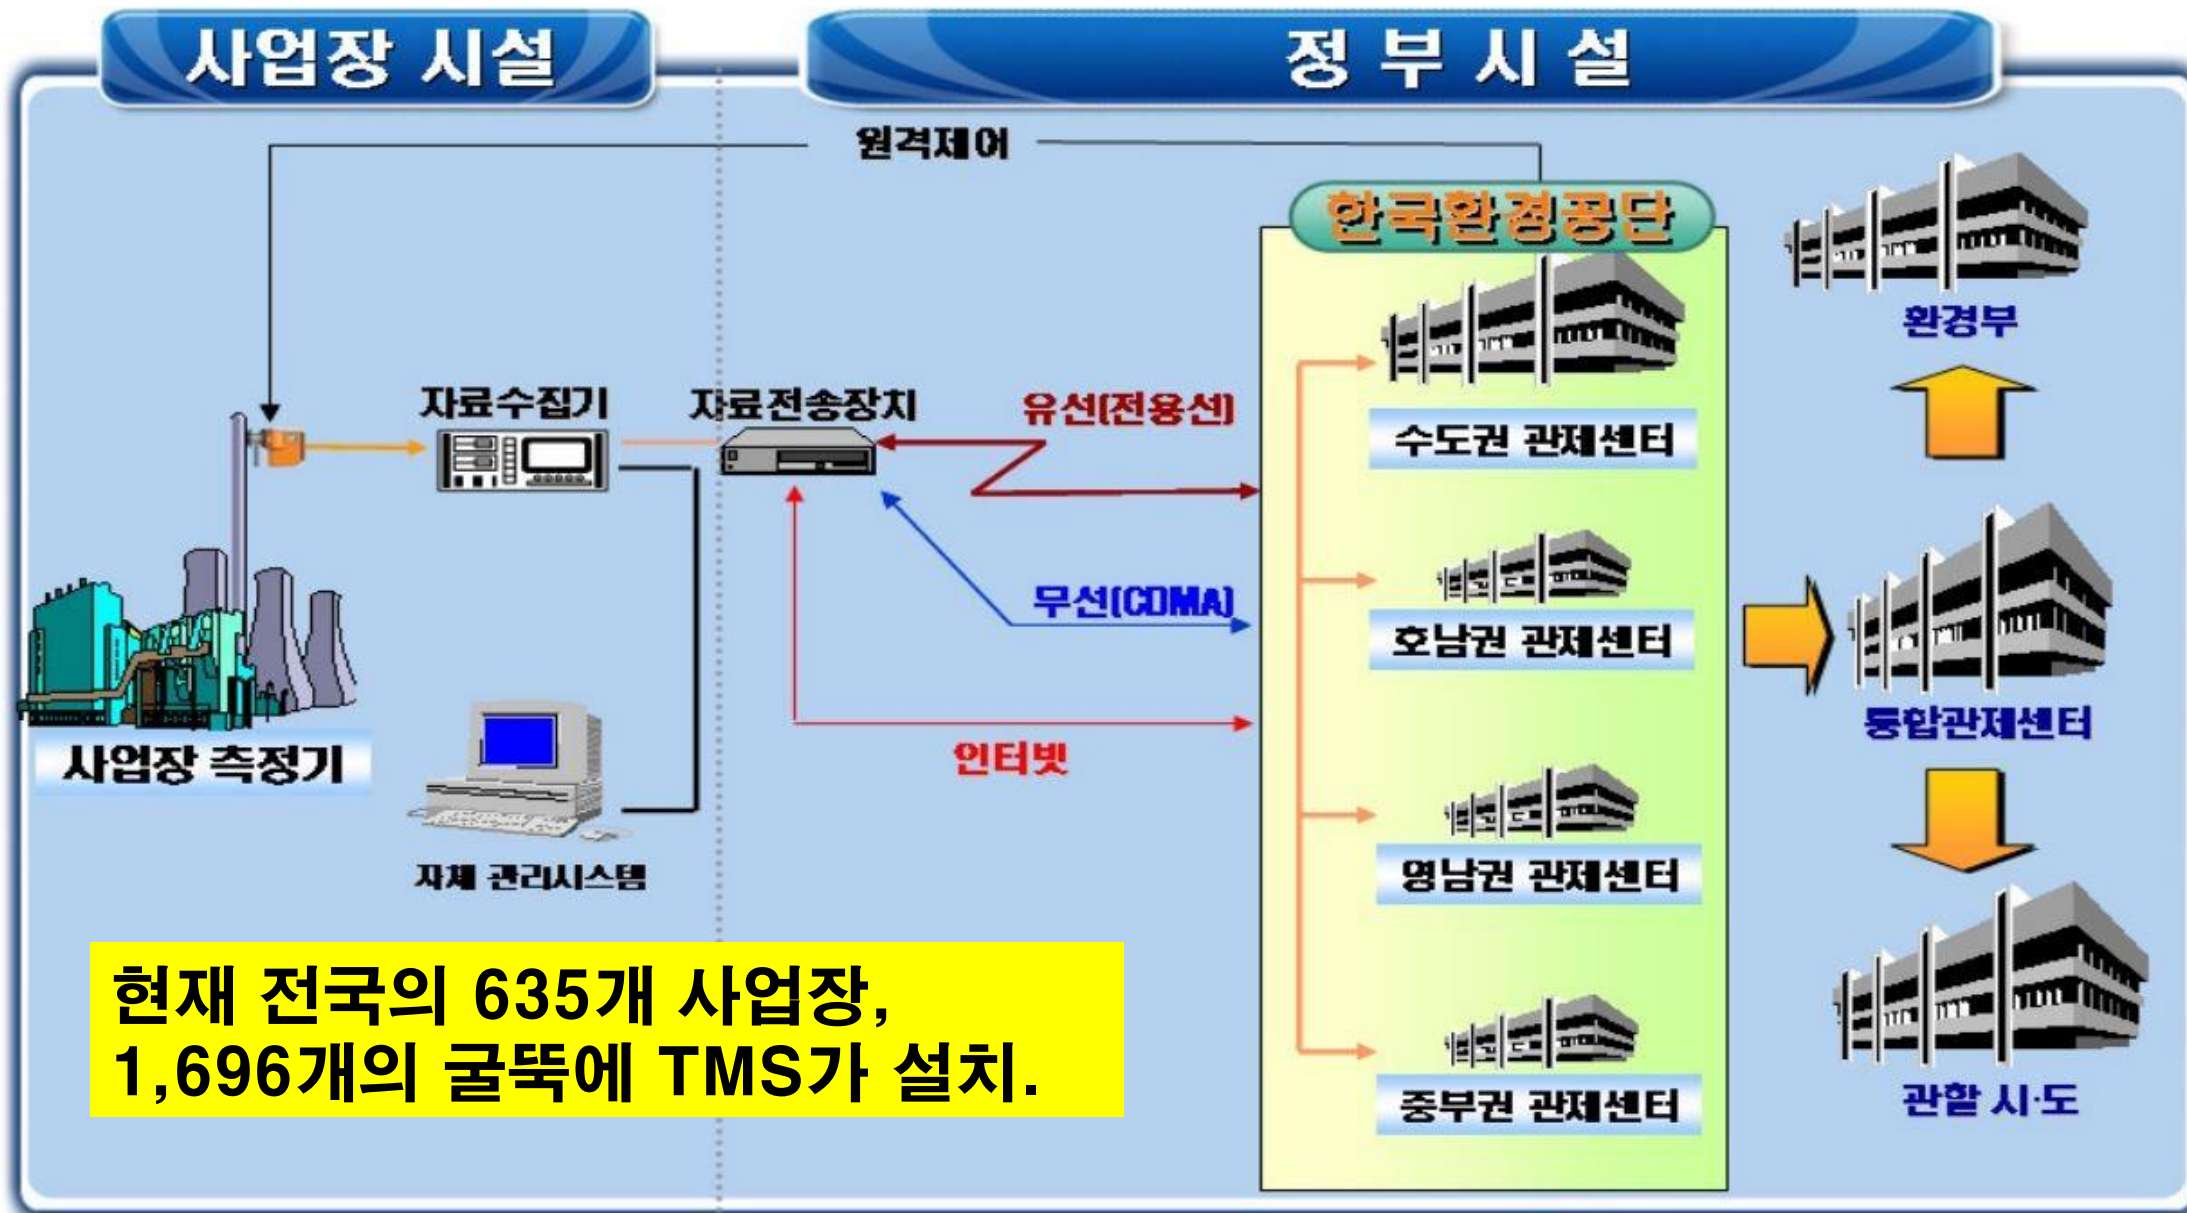 사업장 시설
정 부 시 설
원격제어
한국환경공단
환경부
자료수집기
자료전송장치
유선(전용선)
수도권 관제센터
무선(CDMA)
호남권 관제센터
통합관제센터
사업장 측정기
인터빗
자체 관리시스템
영남권 관제센터
현재 전국의 635개 사업장,
1,696개의 굴뚝에 TMS가 설치.
중부권 관제센터
관할 시·도